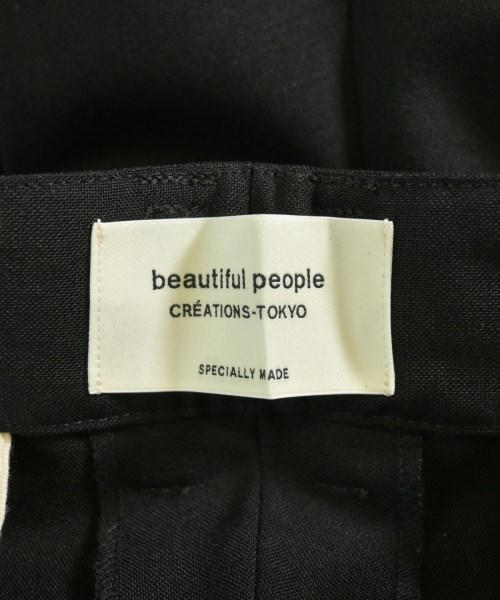 beautiful people
CRÉATIONS-TOKYO
SPECIALLY MADE